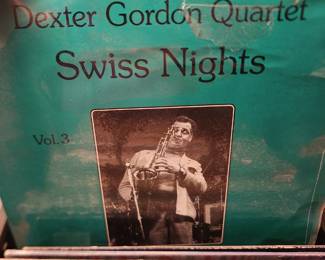 Dexter Gordon Quartet
Swiss Nights
Vol. 3